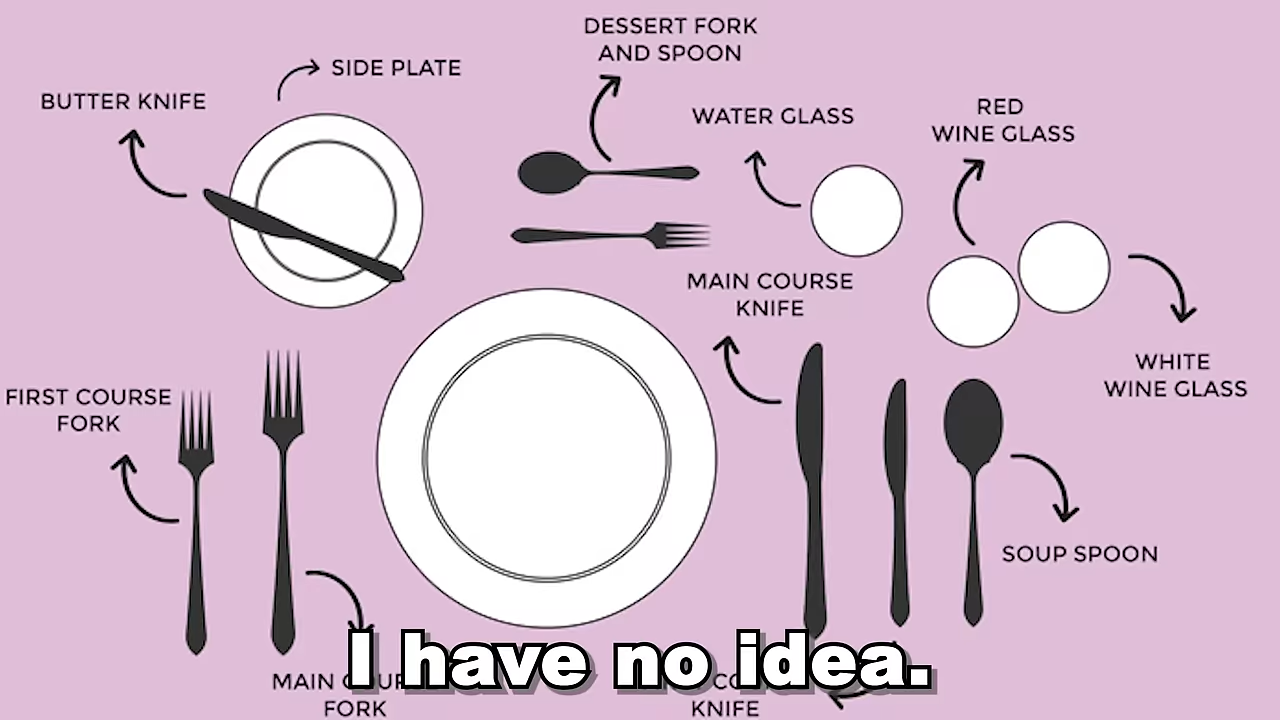 DESSERT FORK
AND SPOON
SIDE PLATE
BUTTER KNIFE
WATER GLASS
RED
WINE GLASS
MAIN COURSE
KNIFE
WHITE
WINE GLASS
FIRST COURSE
FORK
SOUP SPOON
I have no idea.
MAIN
FORK
KNIFE